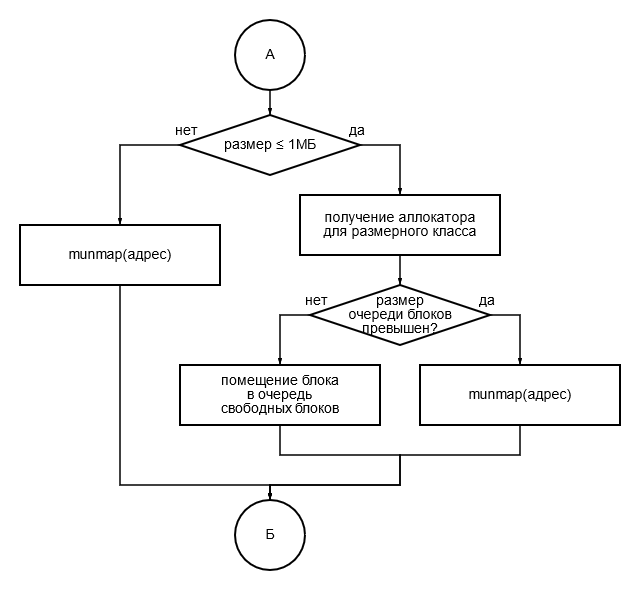 А
нет
да
размер ≤ 1МБ
получение аллокатора
для размерного класса
munmap(адрес)
нет
да
размер
очереди блоков
превышен?
помещение блока
в очередь
свободных блоков
munmap(адрес)
Б